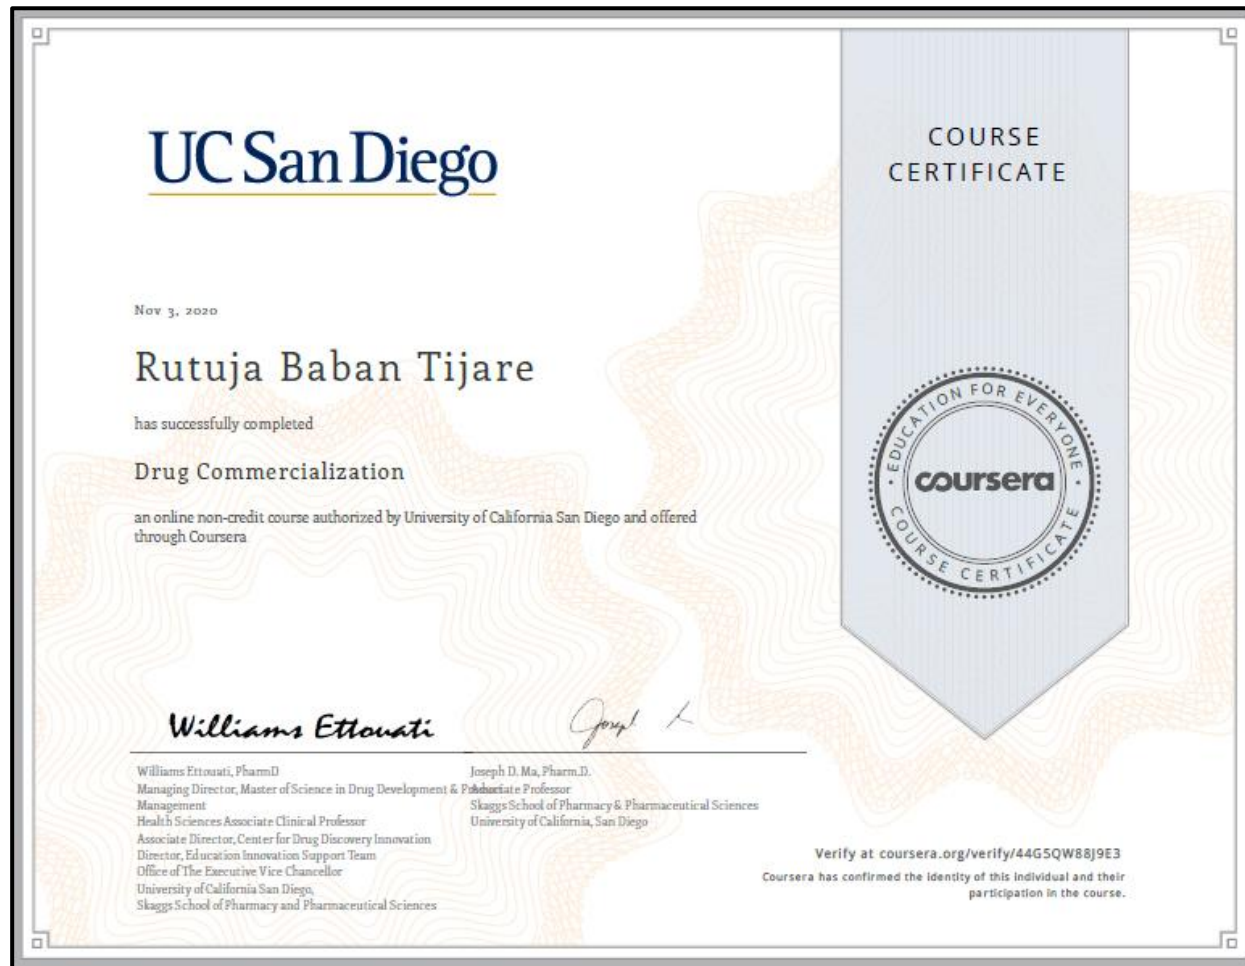 UC San Diego
COURSE
CERTIFICATE
Nov 3, 2020
Rutuja Baban Tijare
has successfully completed
Drug Commercialization
an online non-credit course authorized by University of California San Diego and offered
through Coursera
EDUCATION FOR EVERYONE
coursera
COURSE CERTIFICATE
Williams Ettouati
Joseph
Williams Ettouati, PharmD
Managing Director, Master of Science in Drug Development & Product
Management
Health Sciences Associate Clinical Professor
Associate Director, Center for Drug Discovery Innovation
Director, Education Innovation Support Team
Office of The Executive Vice Chancellor
University of California San Diego,
Skaggs School of Pharmacy and Pharmaceutical Sciences
Joseph D. Ma, Pharm.D.
Associate Professor
Skaggs School of Pharmacy & Pharmaceutical Sciences
University of California, San Diego
Verify at coursera.org/verify/44G5QW88J9E3
Coursera has confirmed the identity of this individual and their
participation in the course.